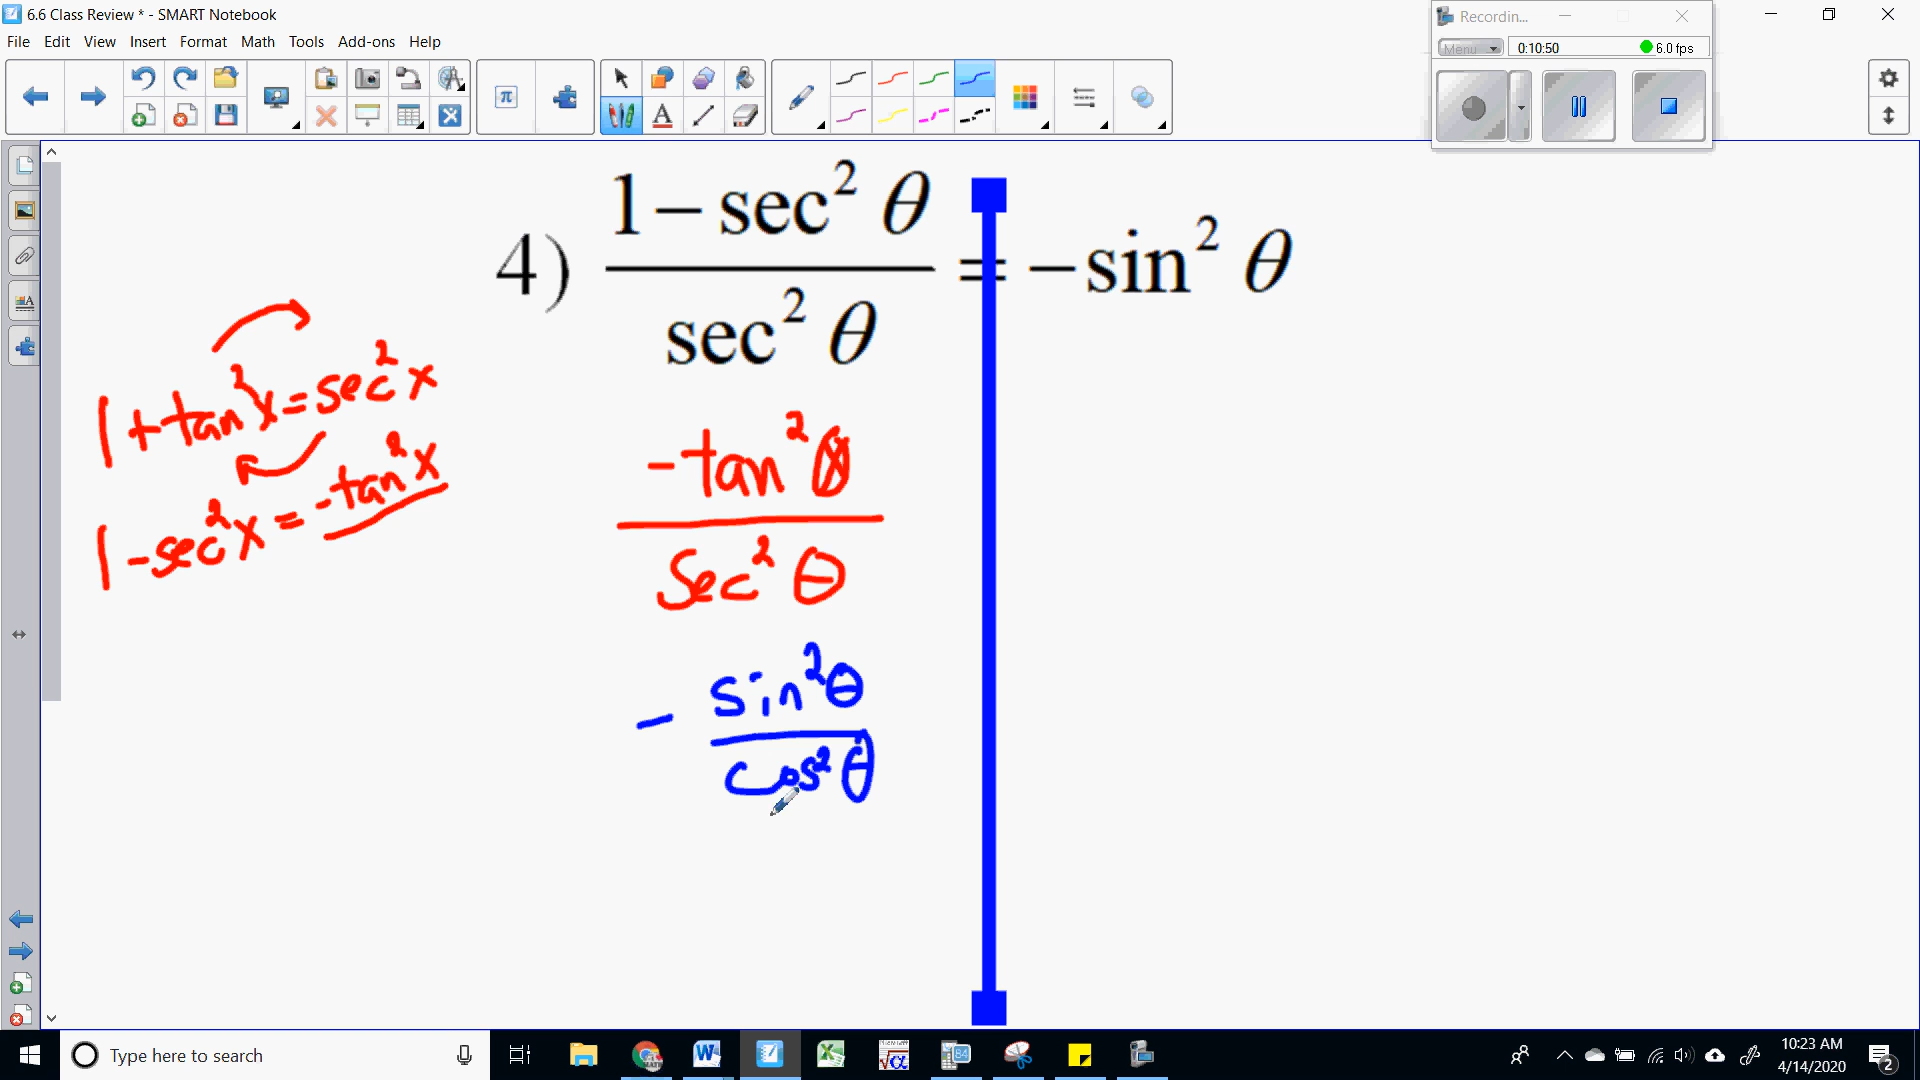 6.6 Class Review * - SMART Notebook
File Edit View Insert Format Math Tools Add-ons Help
Recordin...
Menu
0:10:50
6.0 fps
4) (1 - sec² θ)/(sec² θ) = -sin² θ
1 + tan²x = sec²x
1 - sec²x = -tan²x
-tan²θ
sec²θ
- sin²θ
cos²θ
Type here to search
10:23 AM
4/14/2020
2